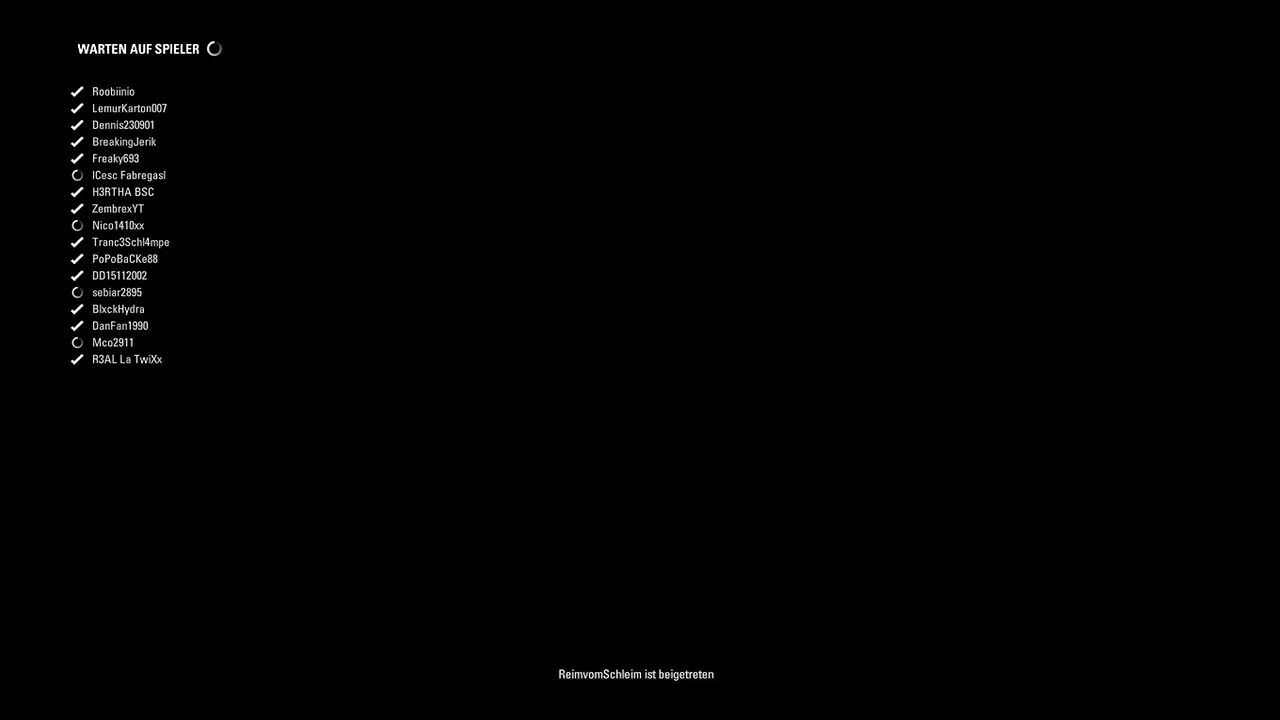 WARTEN AUF SPIELER
Roobiinio
LemurKarton007
Dennis230901
BreakingJerik
Freaky693
ICesc Fabregasl
H3RTHA BSC
ZembrexYT
Nico1410xx
Tranc3Schl4mpe
PoPoBaCKe88
DD15112002
sebiar2895
BlxckHydra
DanFan1990
Mco2911
R3AL La TwiXx
ReimvomSchleim ist beigetreten